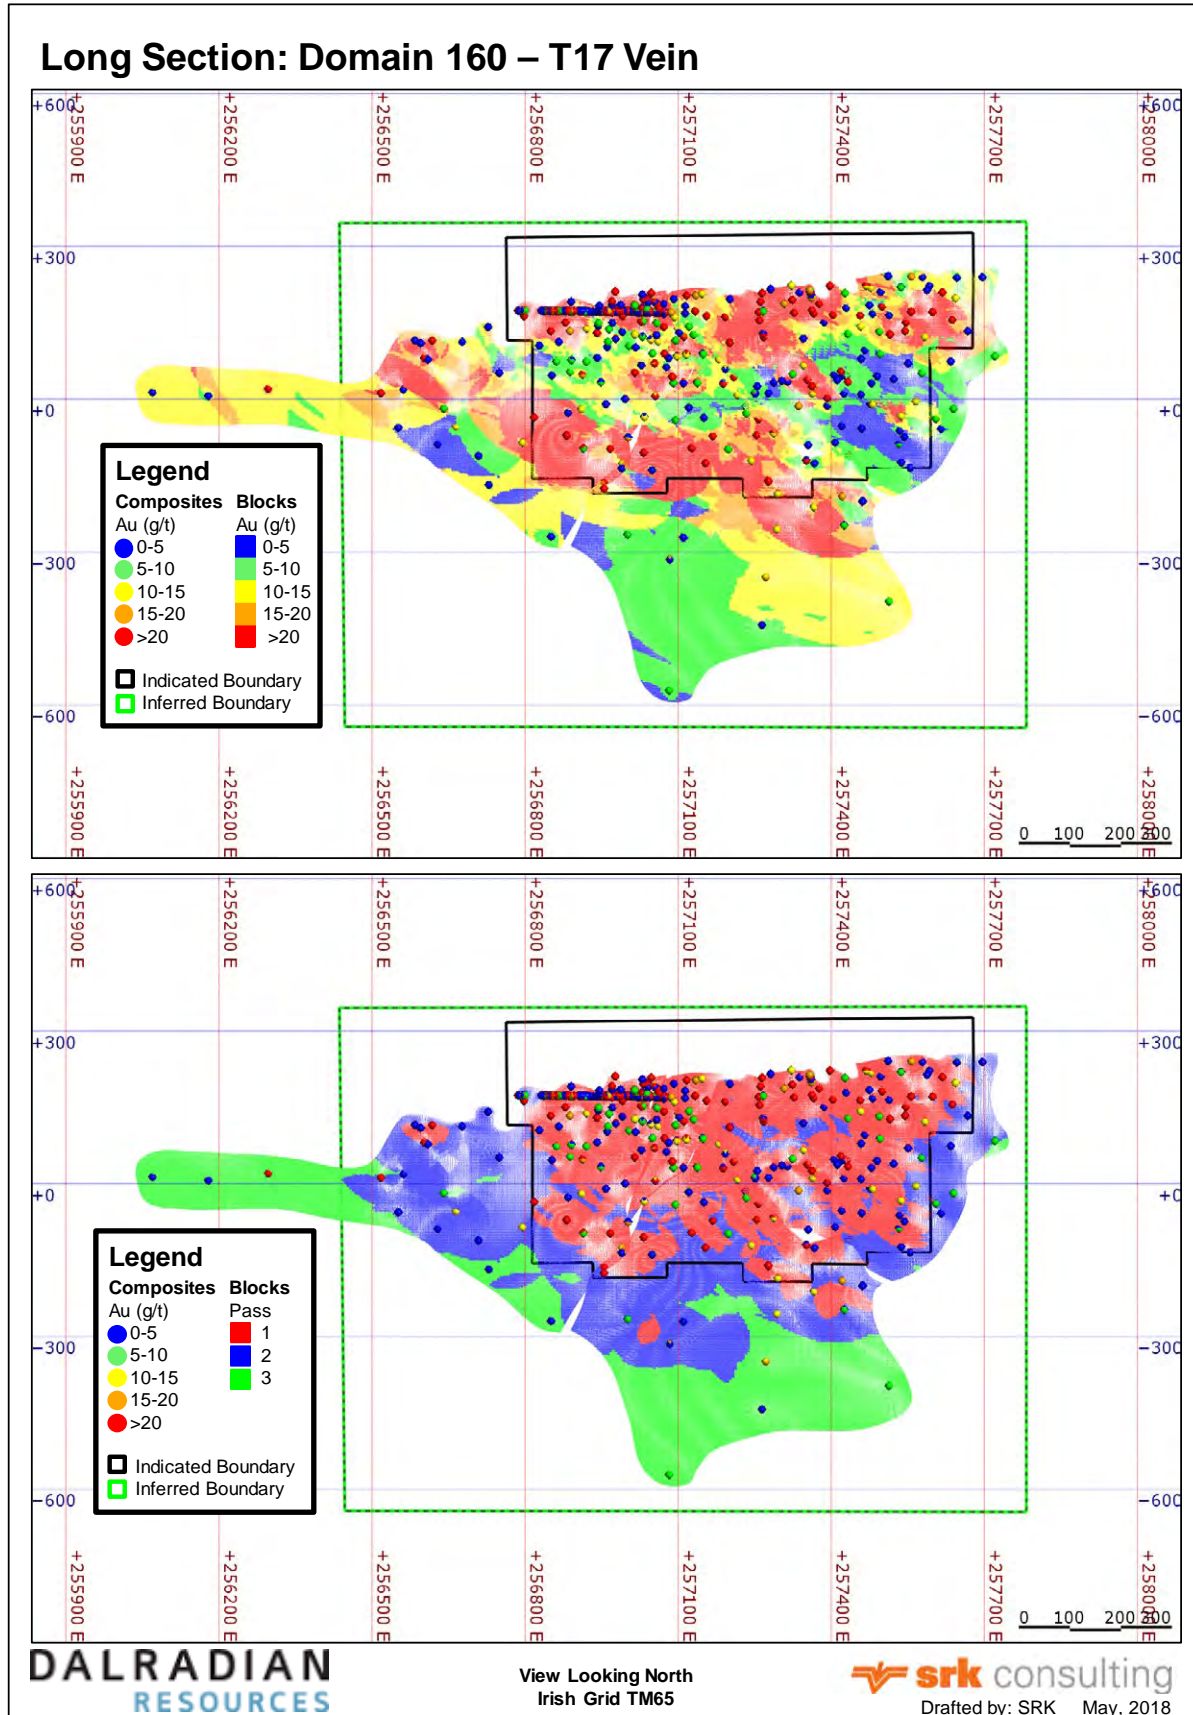 Long Section: Domain 160 – T17 Vein
+600 +255900 E +256200 E +256500 E +256800 E +257100 E +257400 E +257700 E +258000 E +600
+300 +300
+0 +0
Legend
Composites Blocks
Au (g/t) Au (g/t)
0-5 0-5
5-10 5-10
10-15 10-15
15-20 15-20
>20 >20
Indicated Boundary
Inferred Boundary
−300 −300
−600 −600
+255900 E +256200 E +256500 E +256800 E +257100 E +257400 E +257700 E +258000 E
0 100 200 300
+600 +255900 E +256200 E +256500 E +256800 E +257100 E +257400 E +257700 E +258000 E +600
+300 +300
+0 +0
Legend
Composites Blocks
Au (g/t) Pass
0-5 1
5-10 2
10-15 3
15-20
>20
Indicated Boundary
Inferred Boundary
−300 −300
−600 −600
+255900 E +256200 E +256500 E +256800 E +257100 E +257400 E +257700 E +258000 E
0 100 200 300
DALRADIAN
RESOURCES
View Looking North
Irish Grid TM65
srk consulting
Drafted by: SRK May, 2018